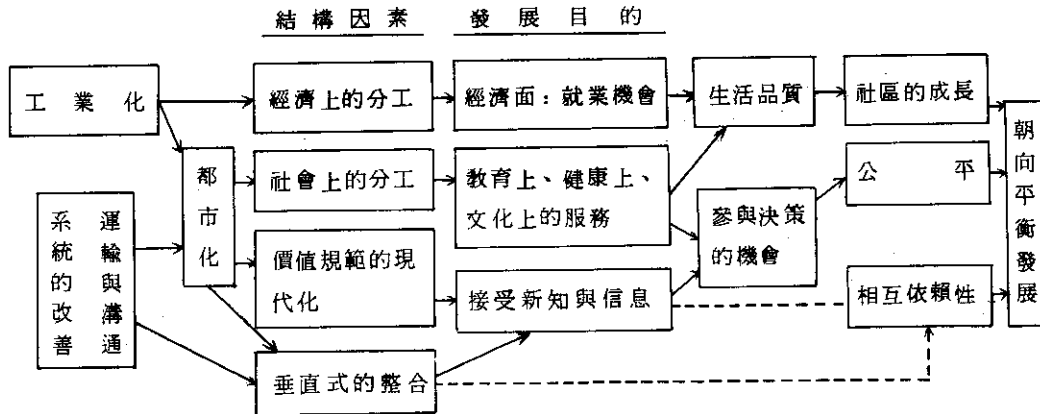 結構因素
發展目的
工業化
經濟上的分工
經濟面：就業機會
生活品質
社區的成長
都市化
社會上的分工
教育上、健康上、
文化上的服務
公平
參與決策
的機會
朝向平衡發展
運輸與溝通
系統的改善
價值規範的現
代化
接受新知與信息
相互依賴性
垂直式的整合